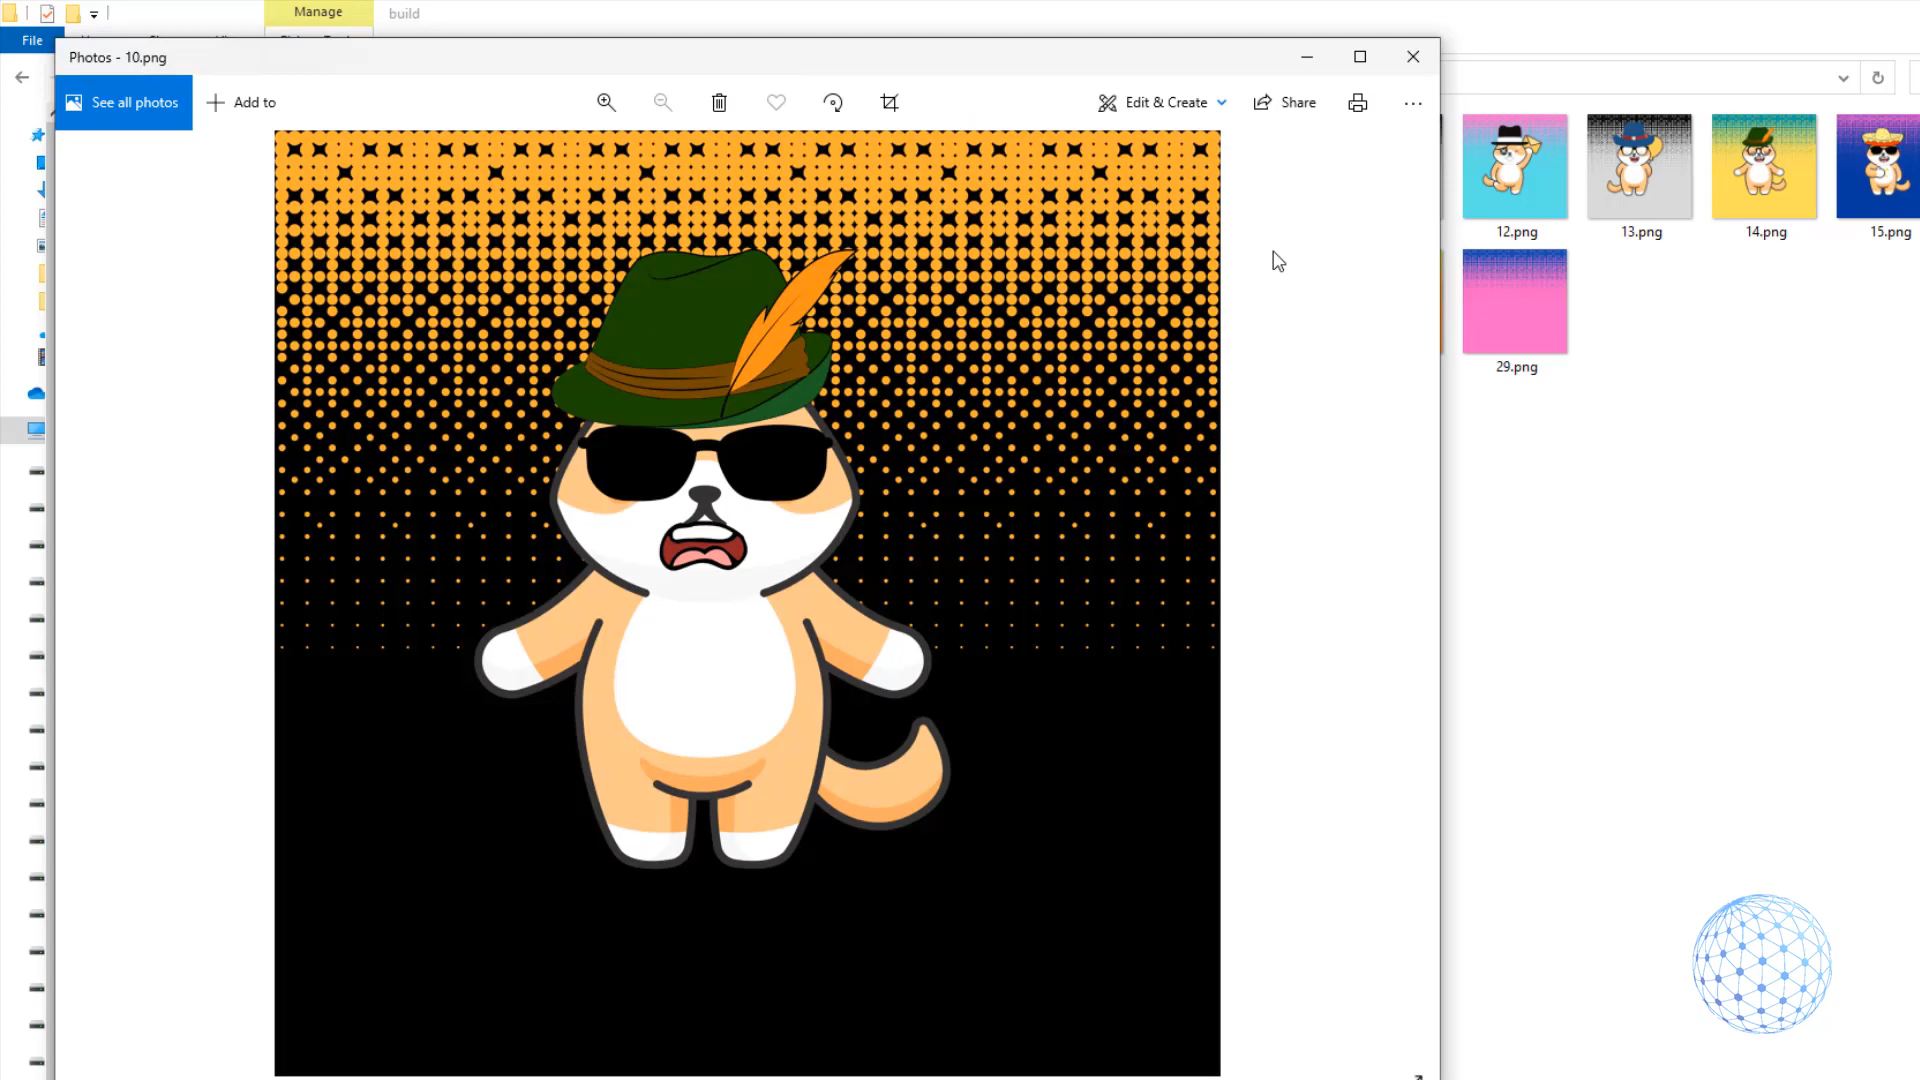 Manage
build
File
Photos - 10.png
See all photos
Add to
Edit & Create
Share
12.png
13.png
14.png
15.png
29.png